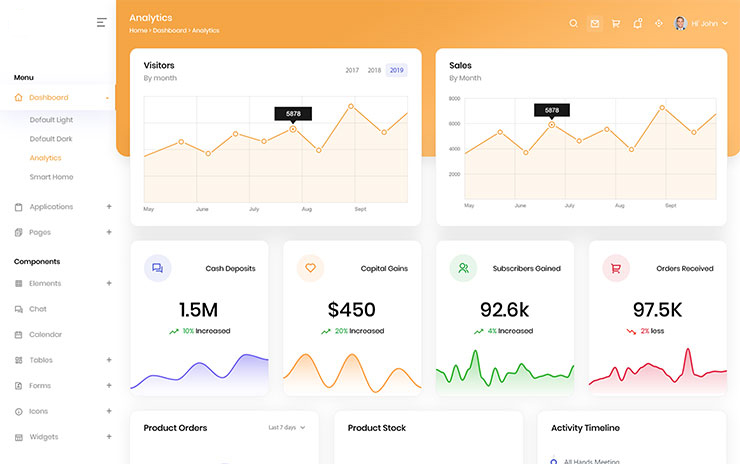 Analytics
Home › Dashboard › Analytics
Hi John
Menu
Dashboard
Default Light
Default Dark
Analytics
Smart Home
Applications
Pages
Components
Elements
Chat
Calendar
Tables
Forms
Icons
Widgets
Visitors
By month
2017 2018 2019
5878
May June July Aug Sept
Sales
By Month
8000
6000
4000
2000
5878
May June July Aug Sept
Cash Deposits
1.5M
10% Increased
Capital Gains
$450
20% Increased
Subscribers Gained
92.6k
4% Increased
Orders Received
97.5K
2% loss
Product Orders
Last 7 days
Product Stock
Activity Timeline
All Hands Meeting